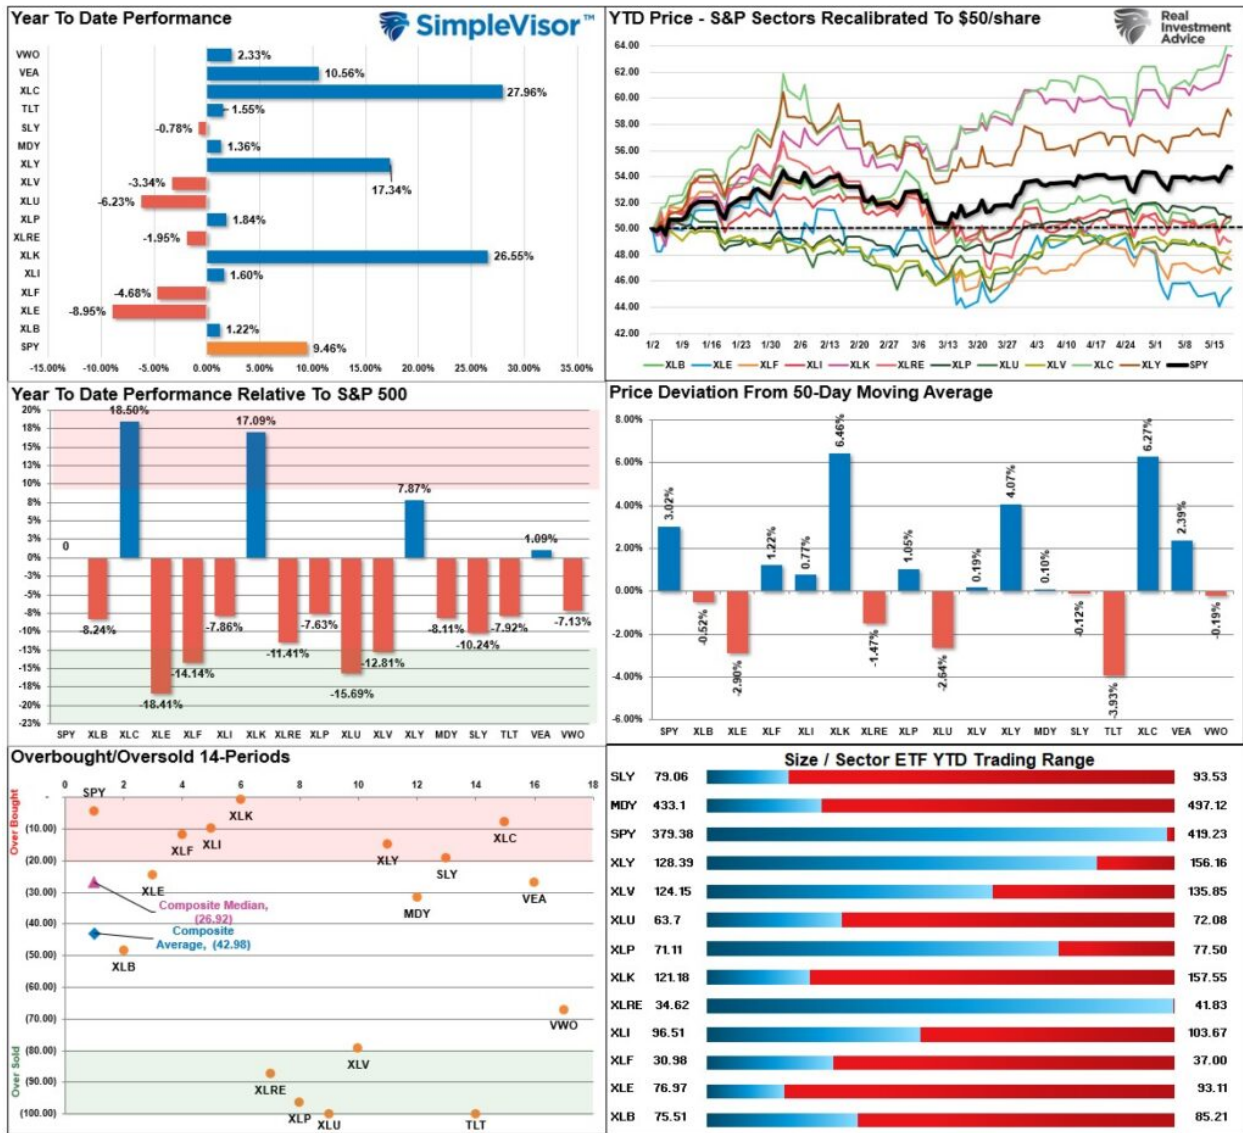 Year To Date Performance
SimpleVisor™
VWO 2.33%
VEA 10.56%
XLC 27.96%
TLT 1.55%
SLY -0.78%
MDY 1.36%
XLY 17.34%
XLV -3.34%
XLU -6.23%
XLP 1.84%
XLRE -1.95%
XLK 26.55%
XLI 1.60%
XLF -4.68%
XLE -8.95%
XLB 1.22%
SPY 9.46%
-15.00% -10.00% -5.00% 0.00% 5.00% 10.00% 15.00% 20.00% 25.00% 30.00% 35.00%
YTD Price - S&P Sectors Recalibrated To $50/share
Real
Investment
Advice
64.00
62.00
60.00
58.00
56.00
54.00
52.00
50.00
48.00
46.00
44.00
42.00
1/2 1/9 1/16 1/23 1/30 2/6 2/13 2/20 2/27 3/6 3/13 3/20 3/27 4/3 4/10 4/17 4/24 5/1 5/8 5/15
XLB XLE XLF XLI XLK XLRE XLP XLU XLV XLC XLY SPY
Year To Date Performance Relative To S&P 500
20%
18%
15%
13%
10%
8%
5%
3%
0%
-3%
-5%
-8%
-10%
-13%
-15%
-18%
-20%
-23%
0
-8.24%
18.50%
-18.41%
-14.14%
-7.86%
17.09%
-11.41%
-7.63%
-15.69%
-12.81%
7.87%
-8.11%
-10.24%
-7.92%
1.09%
-7.13%
SPY XLB XLC XLE XLF XLI XLK XLRE XLP XLU XLV XLY MDY SLY TLT VEA VWO
Price Deviation From 50-Day Moving Average
8.00%
6.00%
4.00%
2.00%
0.00%
-2.00%
-4.00%
-6.00%
3.02%
-0.52%
-2.90%
1.22%
0.77%
6.46%
-1.47%
1.05%
-2.64%
0.19%
4.07%
0.10%
-0.12%
-3.93%
6.27%
2.39%
-0.19%
SPY XLB XLE XLF XLI XLK XLRE XLP XLU XLV XLY MDY SLY TLT XLC VEA VWO
Overbought/Oversold 14-Periods
0 2 4 6 8 10 12 14 16 18
Over Bought
Over Sold
-
(10.00)
(20.00)
(30.00)
(40.00)
(50.00)
(60.00)
(70.00)
(80.00)
(90.00)
(100.00)
SPY
XLK
XLC
XLF
XLI
XLY
SLY
XLE
VEA
MDY
Composite Median,
(26.92)
Composite
Average, (42.98)
XLB
VWO
XLV
XLRE
XLP
XLU
TLT
Size / Sector ETF YTD Trading Range
SLY 79.06 93.53
MDY 433.1 497.12
SPY 379.38 419.23
XLY 128.39 156.16
XLV 124.15 135.85
XLU 63.7 72.08
XLP 71.11 77.50
XLK 121.18 157.55
XLRE 34.62 41.83
XLI 96.51 103.67
XLF 30.98 37.00
XLE 76.97 93.11
XLB 75.51 85.21